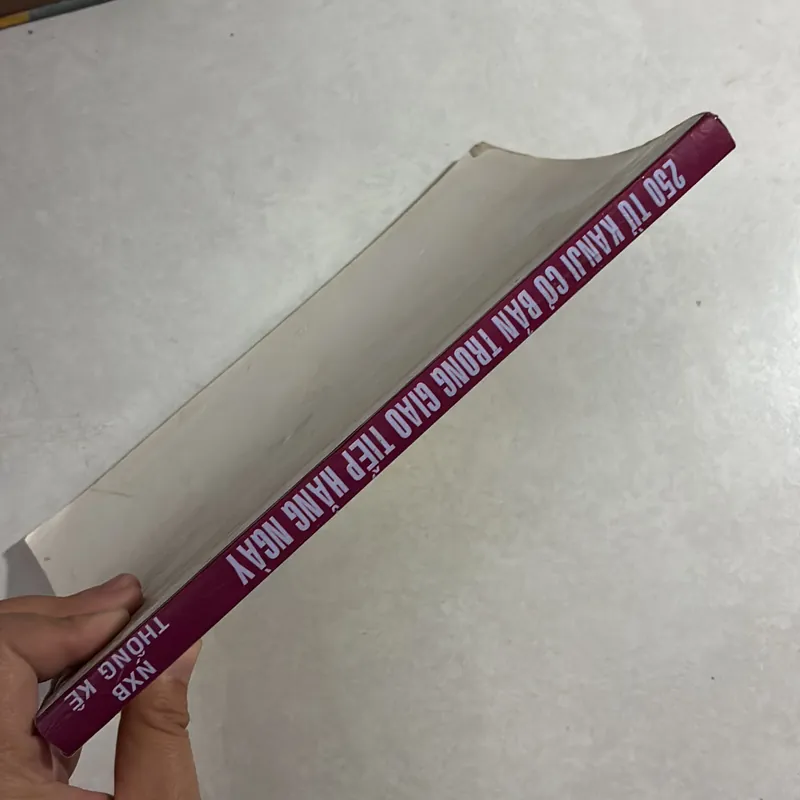 250 TỪ KANJI CƠ BẢN TRONG GIAO TIẾP HẰNG NGÀY
NXB
THỐNG KÊ